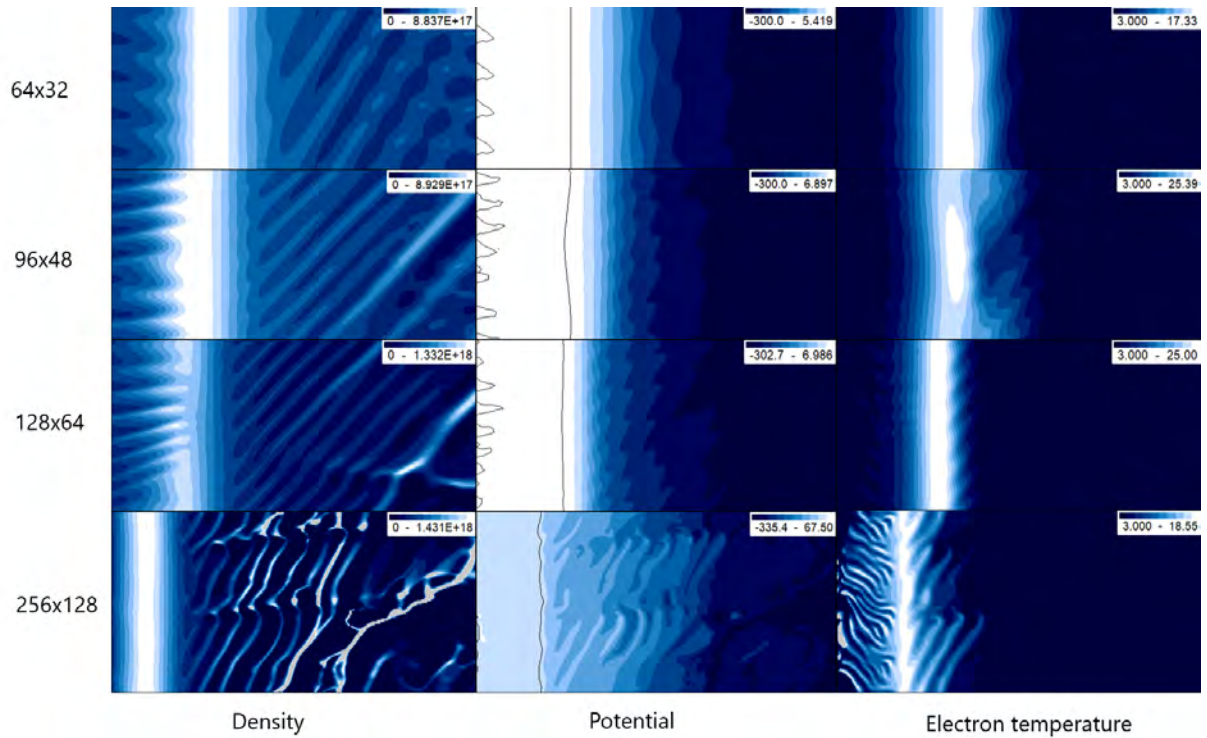 0 - 8.837E+17
-300.0 - 5.419
3.000 - 17.33
64x32
0 - 8.929E+17
-300.0 - 6.897
3.000 - 25.39
96x48
0 - 1.332E+18
-302.7 - 6.986
3.000 - 25.00
128x64
0 - 1.431E+18
-335.4 - 67.50
3.000 - 18.55
256x128
Density
Potential
Electron temperature